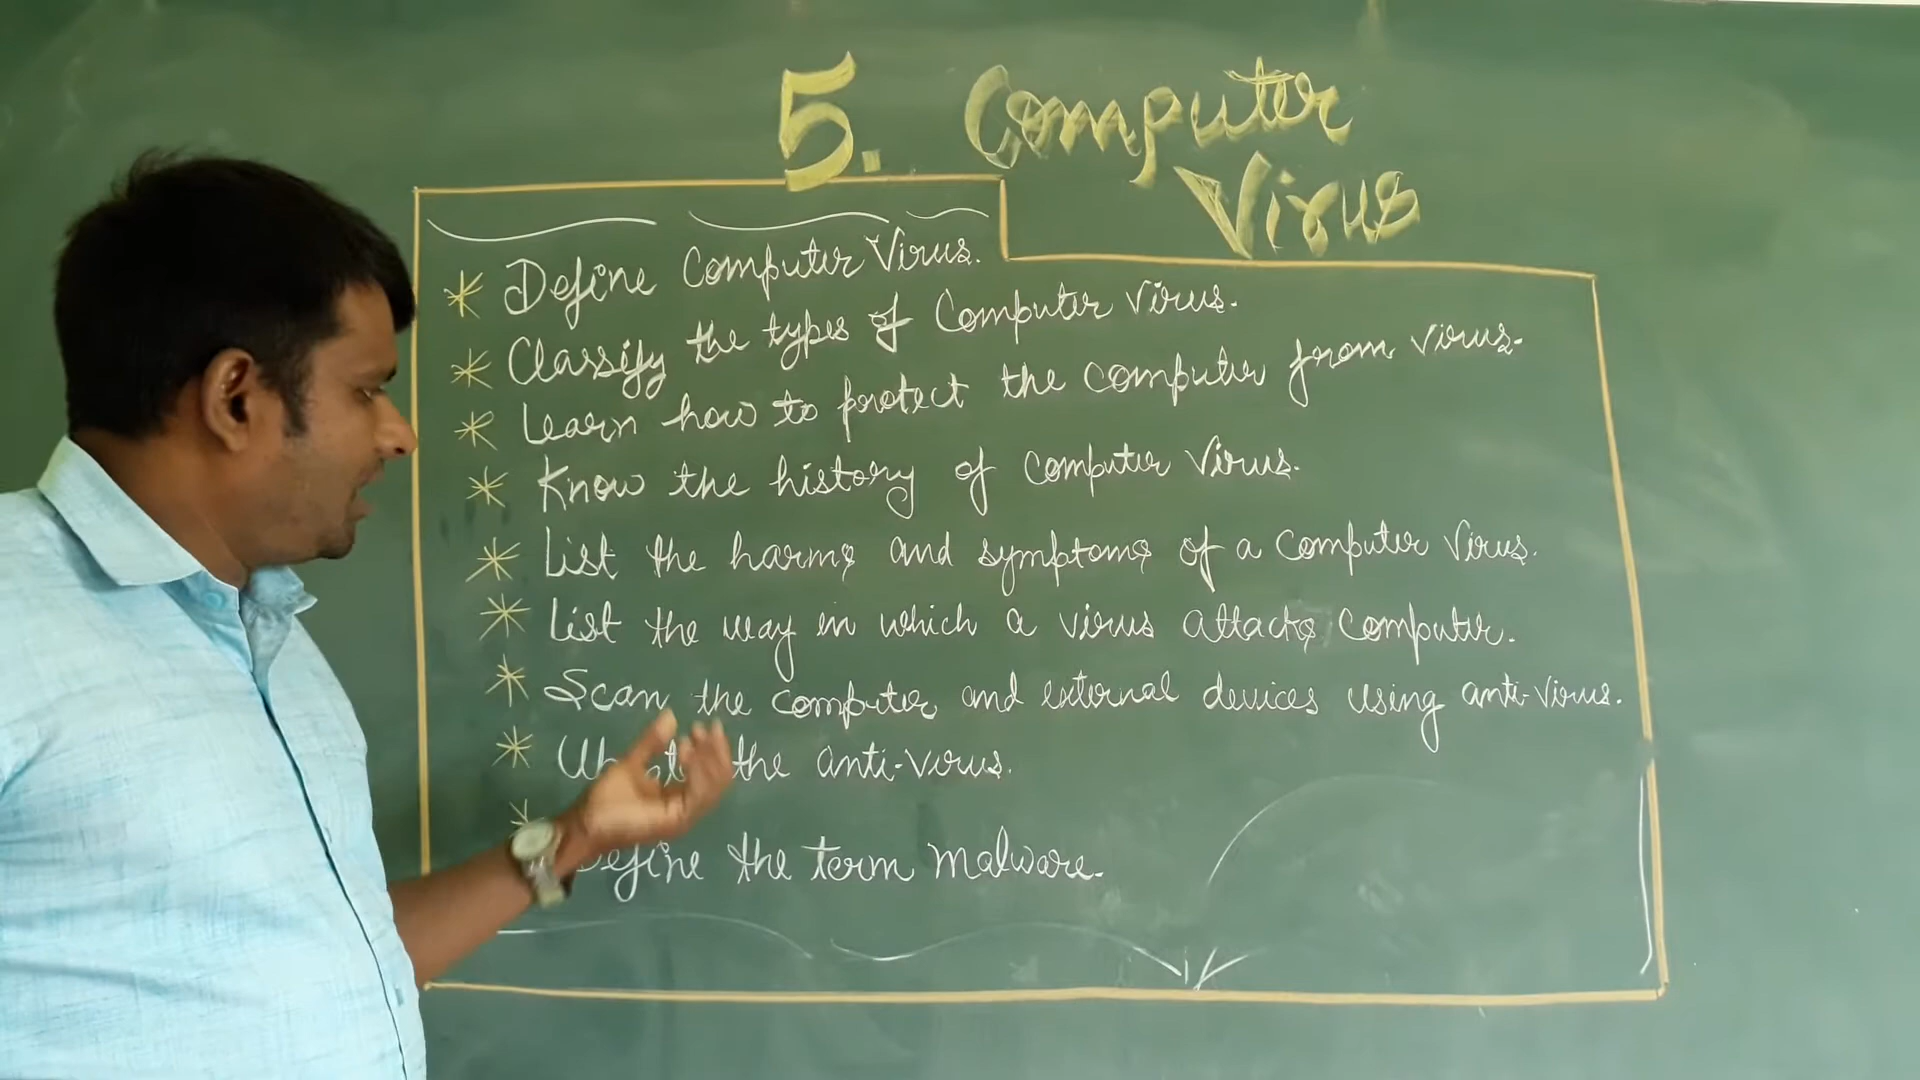 5. Computer
Virus
* Define Computer Virus.
* Classify the types of Computer Virus.
* Learn how to protect the computer from virus.
* Know the history of Computer Virus.
* List the harms and symptoms of a Computer Virus.
* List the way in which a virus attacks Computer.
* Scan the computer and external devices using anti-virus.
* the anti-virus.
* Define the term Malware.